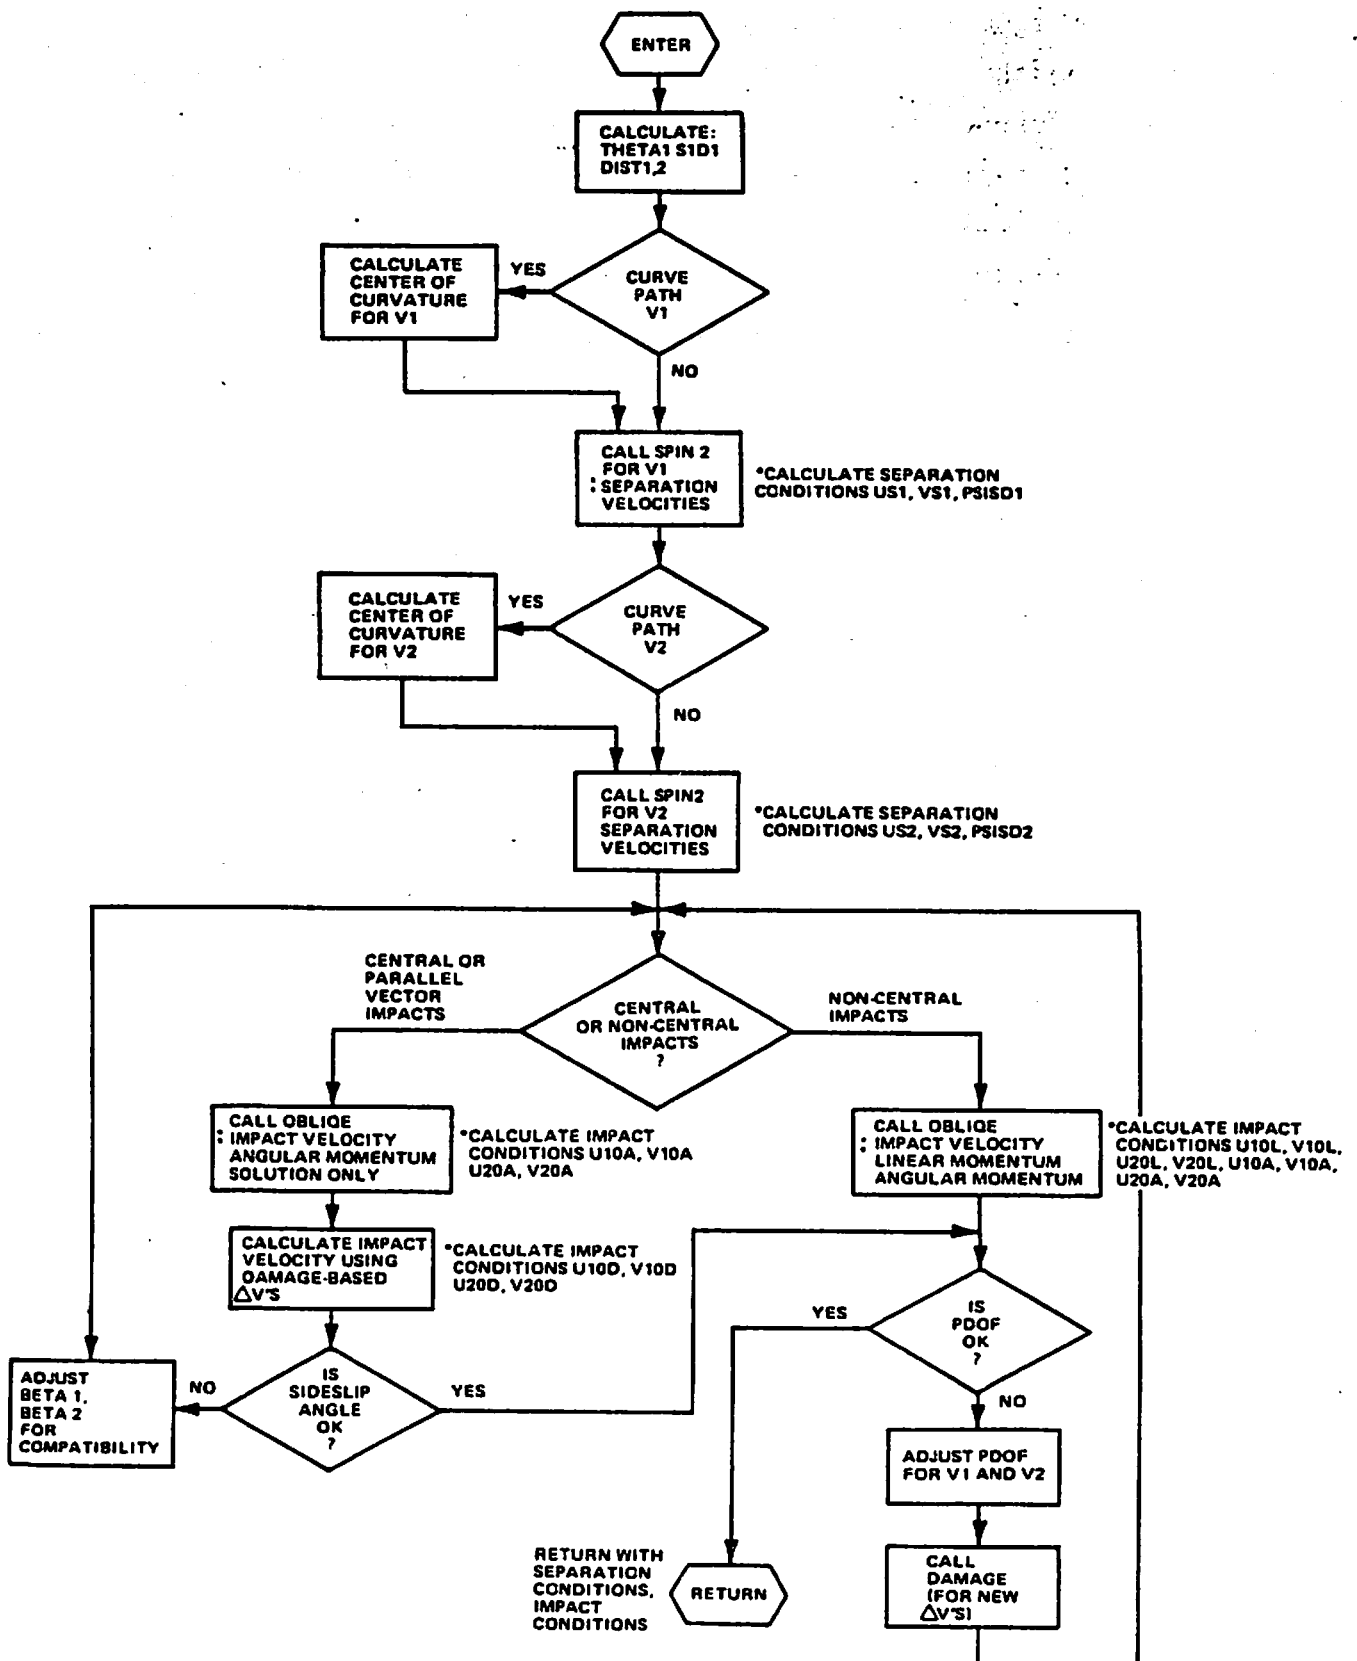 ENTER
CALCULATE:
THETA1 S1D1
DIST1,2
CURVE
PATH
V1
YES
CALCULATE
CENTER OF
CURVATURE
FOR V1
NO
CALL SPIN 2
FOR V1
: SEPARATION
VELOCITIES
*CALCULATE SEPARATION
CONDITIONS US1, VS1, PSISD1
CURVE
PATH
V2
YES
CALCULATE
CENTER OF
CURVATURE
FOR V2
NO
CALL SPIN2
FOR V2
SEPARATION
VELOCITIES
*CALCULATE SEPARATION
CONDITIONS US2, VS2, PSISD2
CENTRAL OR
PARALLEL
VECTOR
IMPACTS
CENTRAL
OR NON-CENTRAL
IMPACTS
?
NON-CENTRAL
IMPACTS
CALL OBLIQE
: IMPACT VELOCITY
ANGULAR MOMENTUM
SOLUTION ONLY
*CALCULATE IMPACT
CONDITIONS U10A, V10A
U20A, V20A
CALL OBLIQE
: IMPACT VELOCITY
LINEAR MOMENTUM
ANGULAR MOMENTUM
*CALCULATE IMPACT
CONDITIONS U10L, V10L,
U20L, V20L, U10A, V10A,
U20A, V20A
CALCULATE IMPACT
VELOCITY USING
DAMAGE-BASED
△V'S
*CALCULATE IMPACT
CONDITIONS U10D, V10D
U20D, V20D
IS
SIDESLIP
ANGLE
OK
?
NO
YES
ADJUST
BETA 1,
BETA 2
FOR
COMPATIBILITY
IS
PDOF
OK
?
YES
NO
ADJUST PDOF
FOR V1 AND V2
CALL
DAMAGE
(FOR NEW
△V'S)
RETURN WITH
SEPARATION
CONDITIONS,
IMPACT
CONDITIONS
RETURN